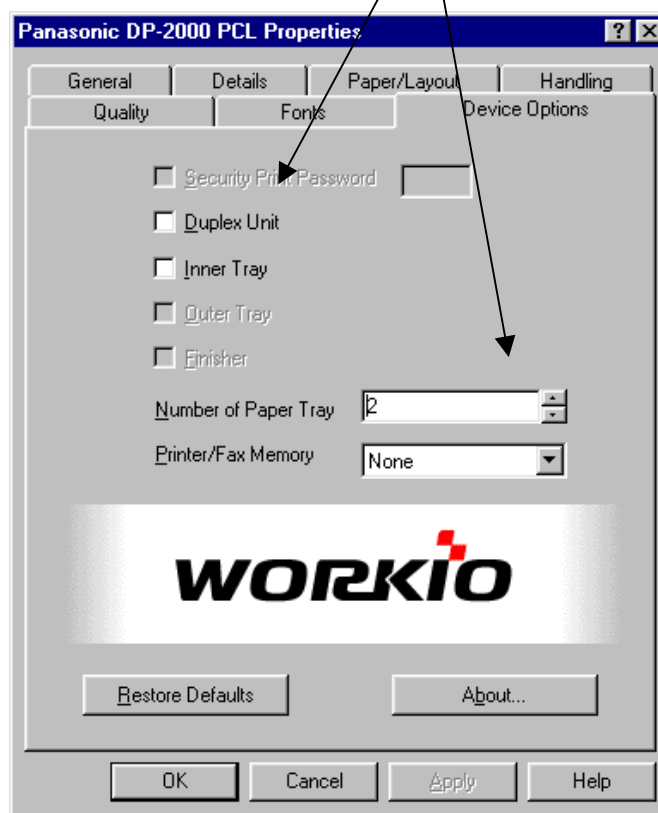 Panasonic DP-2000 PCL Properties
General Details Paper/Layout Handling
Quality Fonts Device Options
Security Print Password
Duplex Unit
Inner Tray
Outer Tray
Finisher
Number of Paper Tray 2
Printer/Fax Memory None
WORKIO
Restore Defaults About...
OK Cancel Apply Help